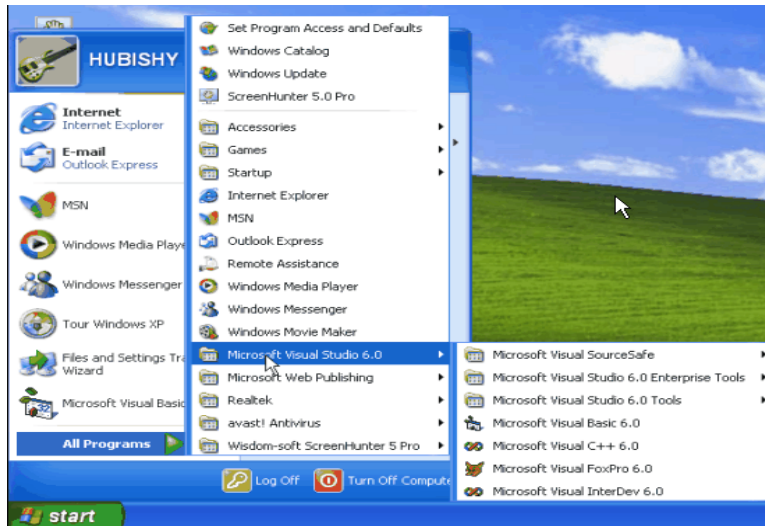 HUBISHY
Internet
Internet Explorer
E-mail
Outlook Express
MSN
Windows Media Playe
Windows Messenger
Tour Windows XP
Files and Settings Tra
Wizard
Microsoft Visual Basic
All Programs
Set Program Access and Defaults
Windows Catalog
Windows Update
ScreenHunter 5.0 Pro
Accessories
Games
Startup
Internet Explorer
MSN
Outlook Express
Remote Assistance
Windows Media Player
Windows Messenger
Windows Movie Maker
Microsoft Visual Studio 6.0
Microsoft Web Publishing
Realtek
avast! Antivirus
Wisdom-soft ScreenHunter 5 Pro
Microsoft Visual SourceSafe
Microsoft Visual Studio 6.0 Enterprise Tools
Microsoft Visual Studio 6.0 Tools
Microsoft Visual Basic 6.0
Microsoft Visual C++ 6.0
Microsoft Visual FoxPro 6.0
Microsoft Visual InterDev 6.0
Log Off
Turn Off Compute
start